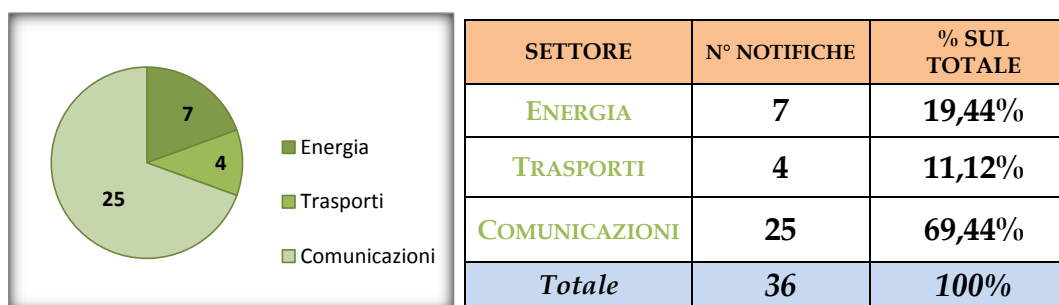 7
4
25
Energia
Trasporti
Comunicazioni
SETTORE N° NOTIFICHE % SUL TOTALE
ENERGIA 7 19,44%
TRASPORTI 4 11,12%
COMUNICAZIONI 25 69,44%
Totale 36 100%